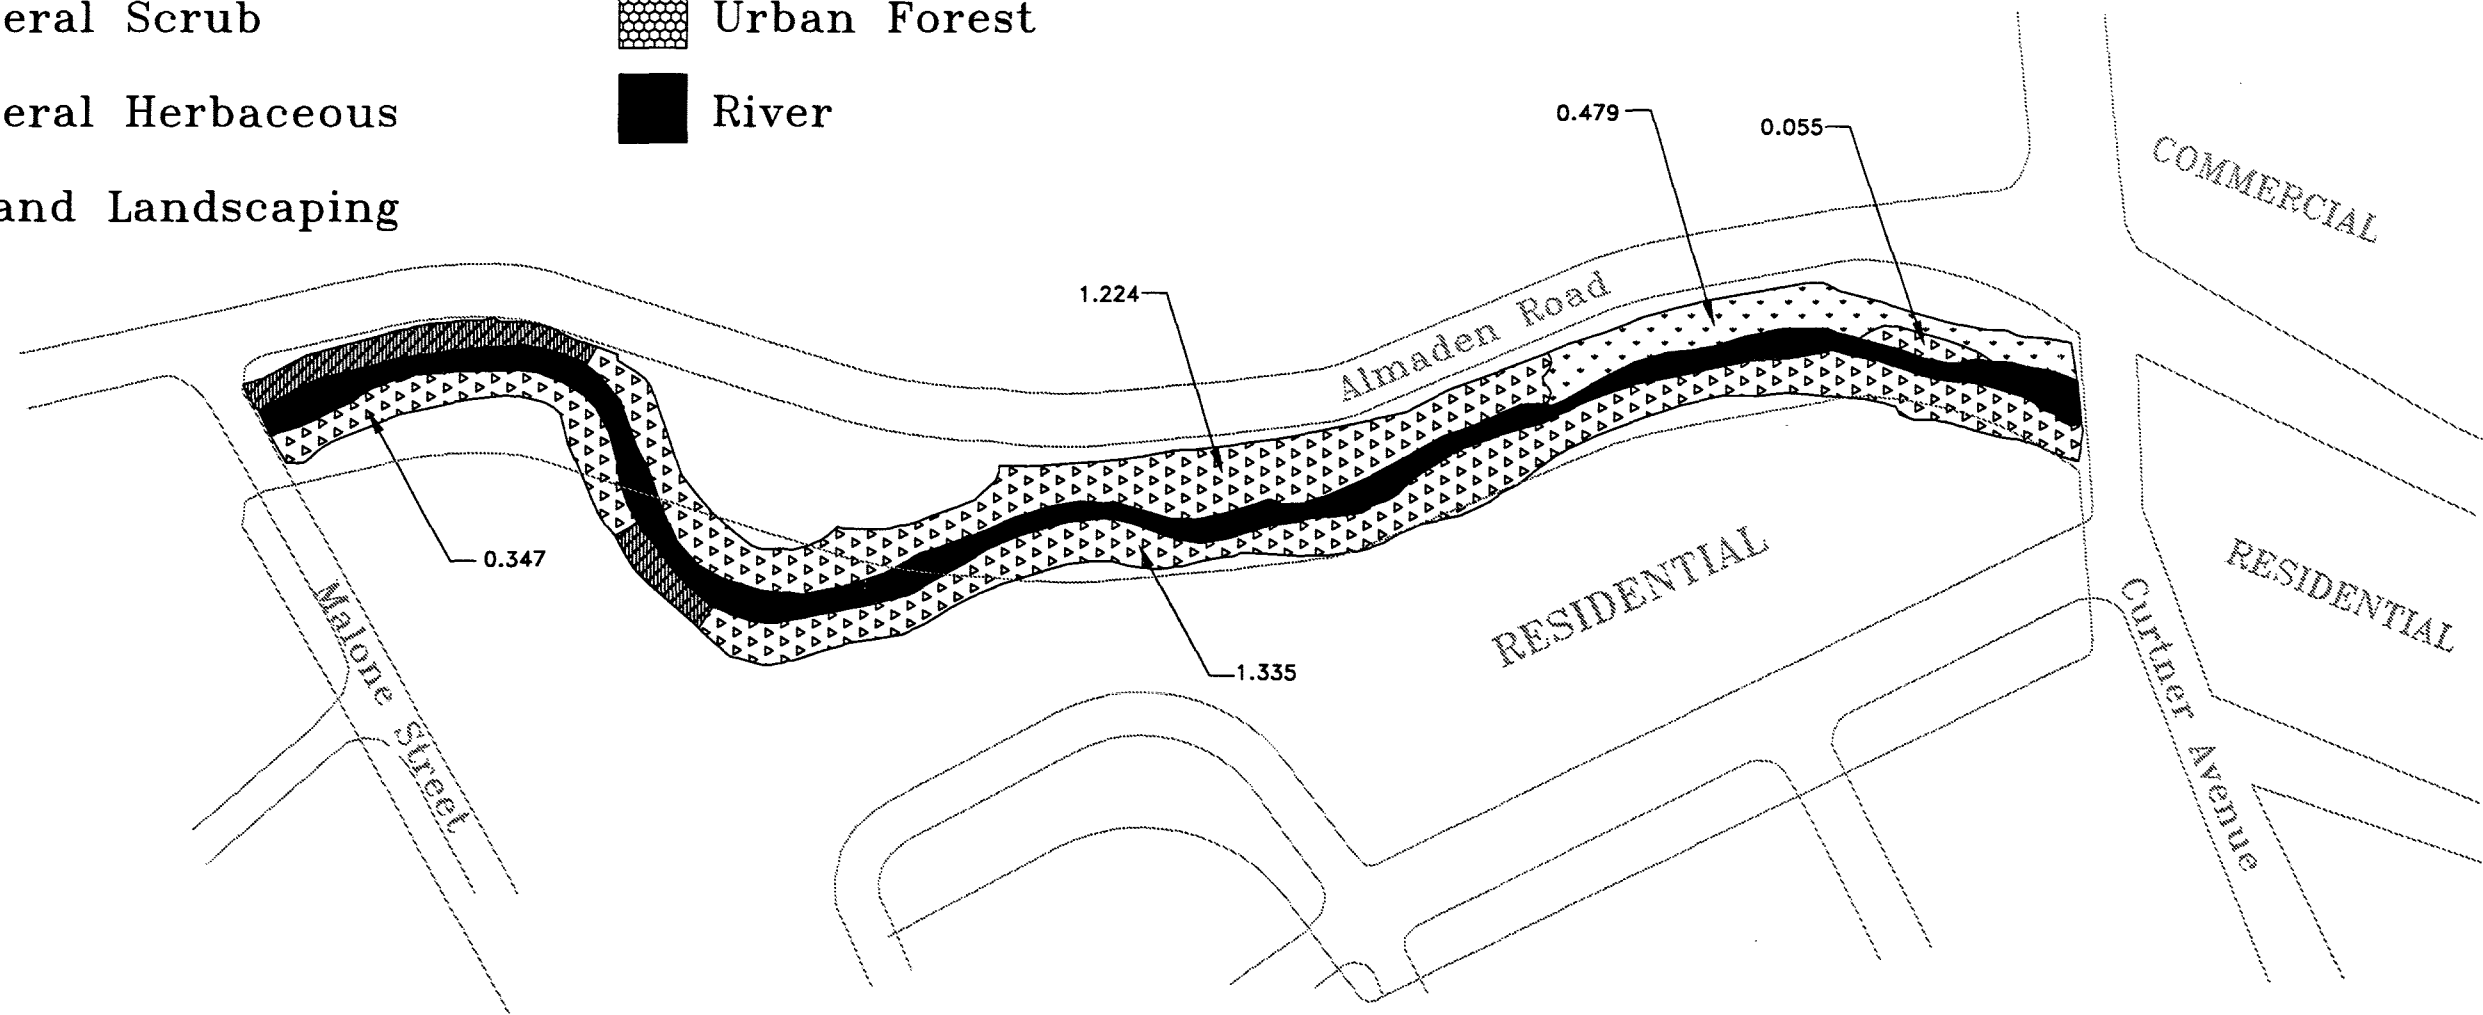 eral Scrub
Urban Forest
eral Herbaceous
River
and Landscaping
0.479
0.055
COMMERCIAL
1.224
Almaden Road
0.347
1.335
RESIDENTIAL
RESIDENTIAL
Malone Street
Curtner Avenue